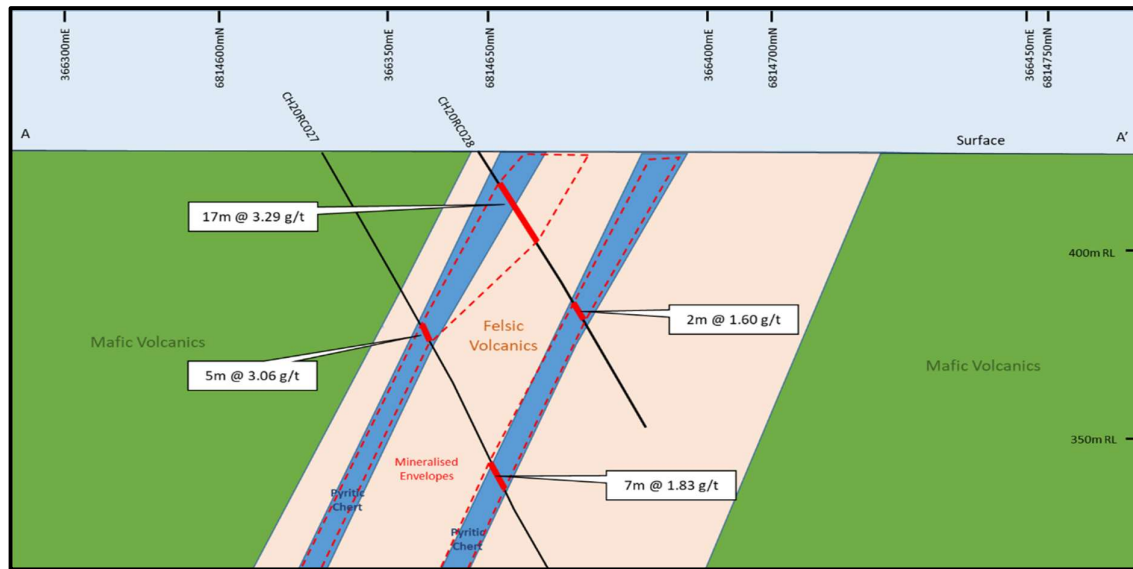 366300mE
6814600mN
366350mE
6814650mN
366400mE
6814700mN
366450mE
6814750mN
CH20RC027
CH20RC028
A
Surface
A'
17m @ 3.29 g/t
400m RL
2m @ 1.60 g/t
Felsic
Volcanics
Mafic Volcanics
5m @ 3.06 g/t
Mafic Volcanics
350m RL
Mineralised
Envelopes
7m @ 1.83 g/t
Pyritic
Chert
Pyritic
Chert